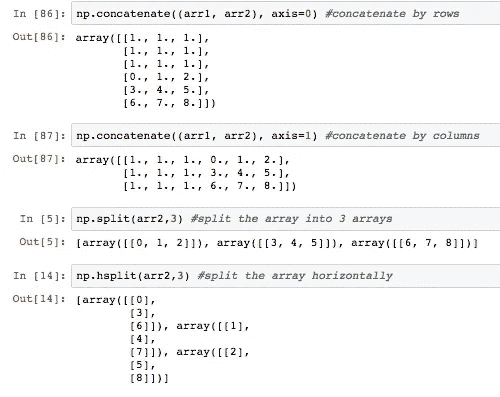 In [86]: np.concatenate((arr1, arr2), axis=0) #concatenate by rows
Out[86]: array([[1., 1., 1.],
[1., 1., 1.],
[1., 1., 1.],
[0., 1., 2.],
[3., 4., 5.],
[6., 7., 8.]])
In [87]: np.concatenate((arr1, arr2), axis=1) #concatenate by columns
Out[87]: array([[1., 1., 1., 0., 1., 2.],
[1., 1., 1., 3., 4., 5.],
[1., 1., 1., 6., 7., 8.]])
In [5]: np.split(arr2,3) #split the array into 3 arrays
Out[5]: [array([[0, 1, 2]]), array([[3, 4, 5]]), array([[6, 7, 8]])]
In [14]: np.hsplit(arr2,3) #split the array horizontally
Out[14]: [array([[0],
[3],
[6]]), array([[1],
[4],
[7]]), array([[2],
[5],
[8]])]